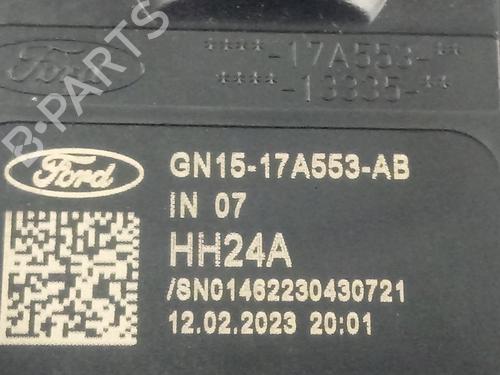 ****-17A553-**
Ford
****-13335-**
B-PARTS
Ford
GN15-17A553-AB
IN 07
HH24A
/SN01462230430721
12.02.2023 20:01